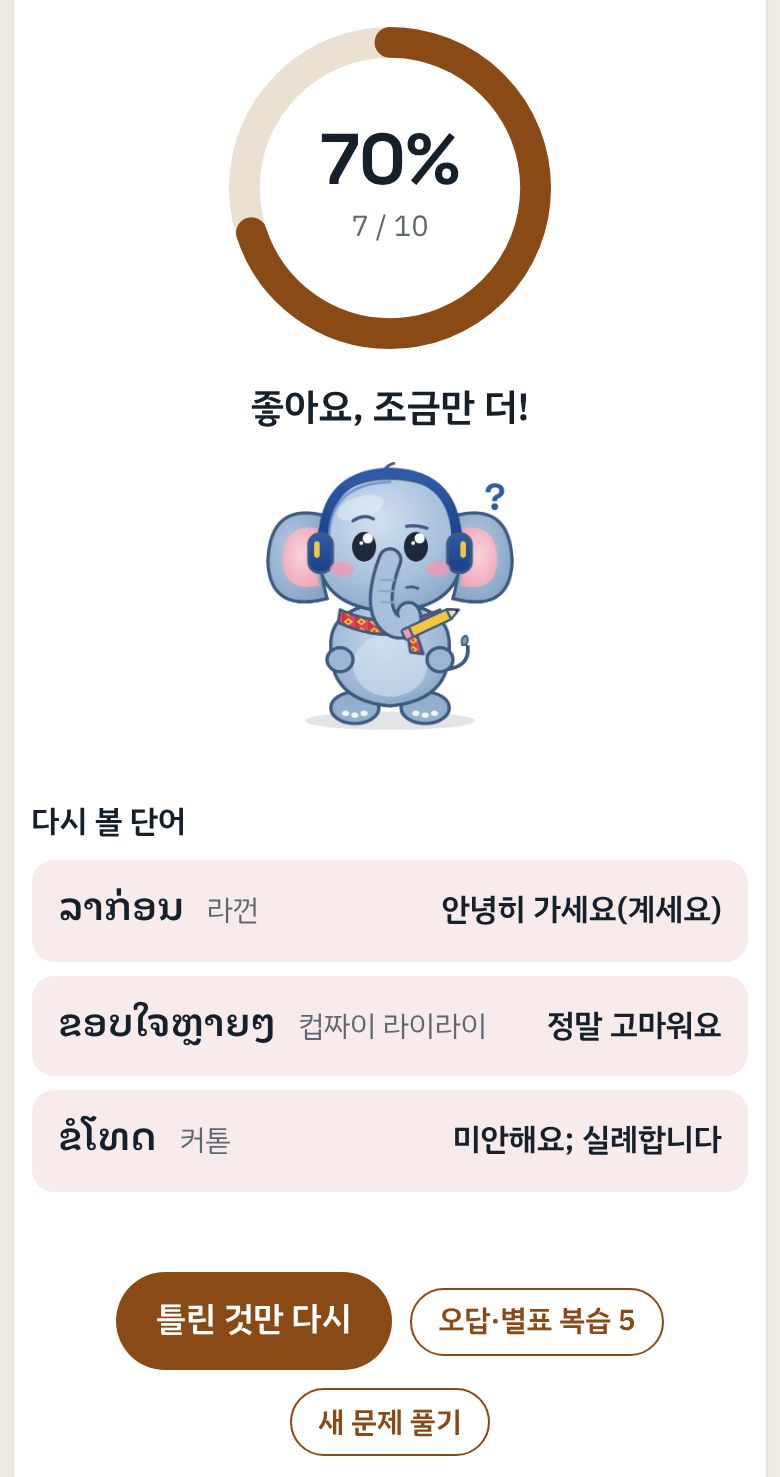 70%
7 / 10
좋아요, 조금만 더!
?
다시 볼 단어
ລາກ່ອນ 라껀 안녕히 가세요(계세요)
ຂອບໃຈຫຼາຍໆ 컵짜이 라이라이 정말 고마워요
ຂໍໂທດ 커톧 미안해요; 실례합니다
틀린 것만 다시 오답·별표 복습 5
새 문제 풀기